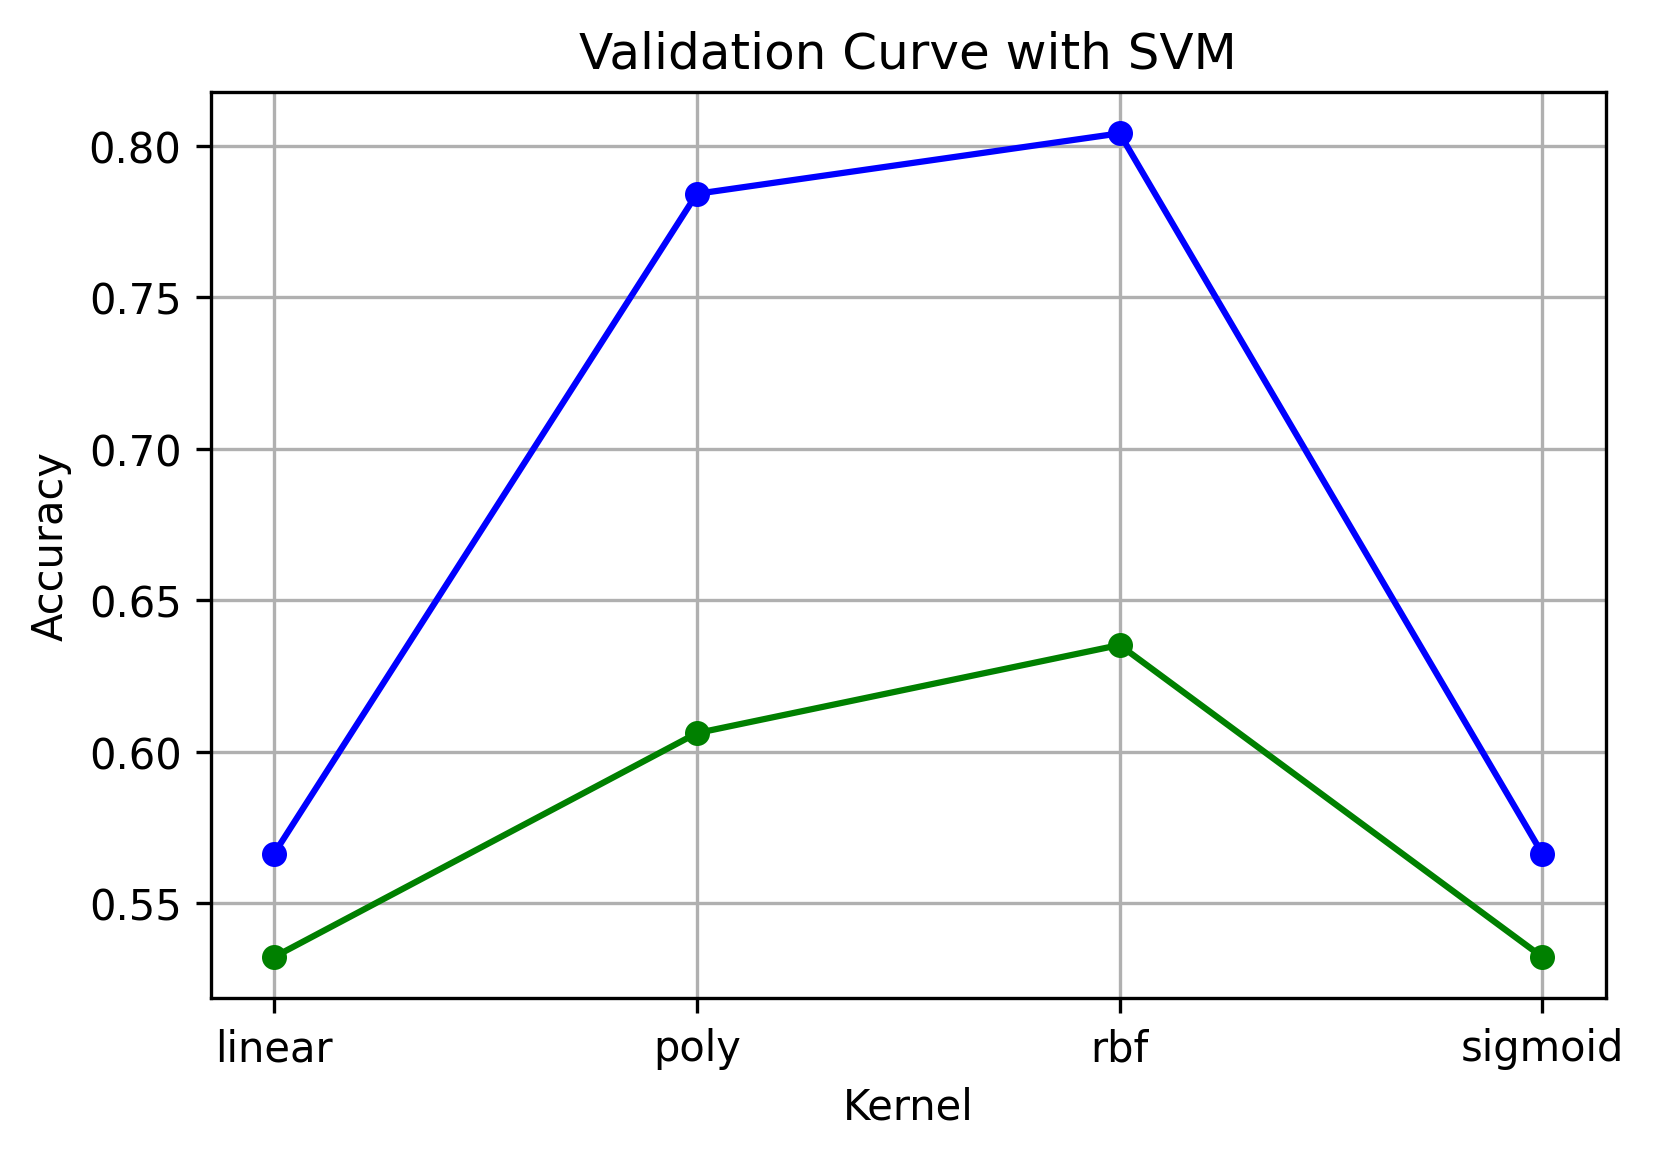 Validation Curve with SVM
0.80
0.75
0.70
0.65
0.60
0.55
Accuracy
linear poly rbf sigmoid
Kernel